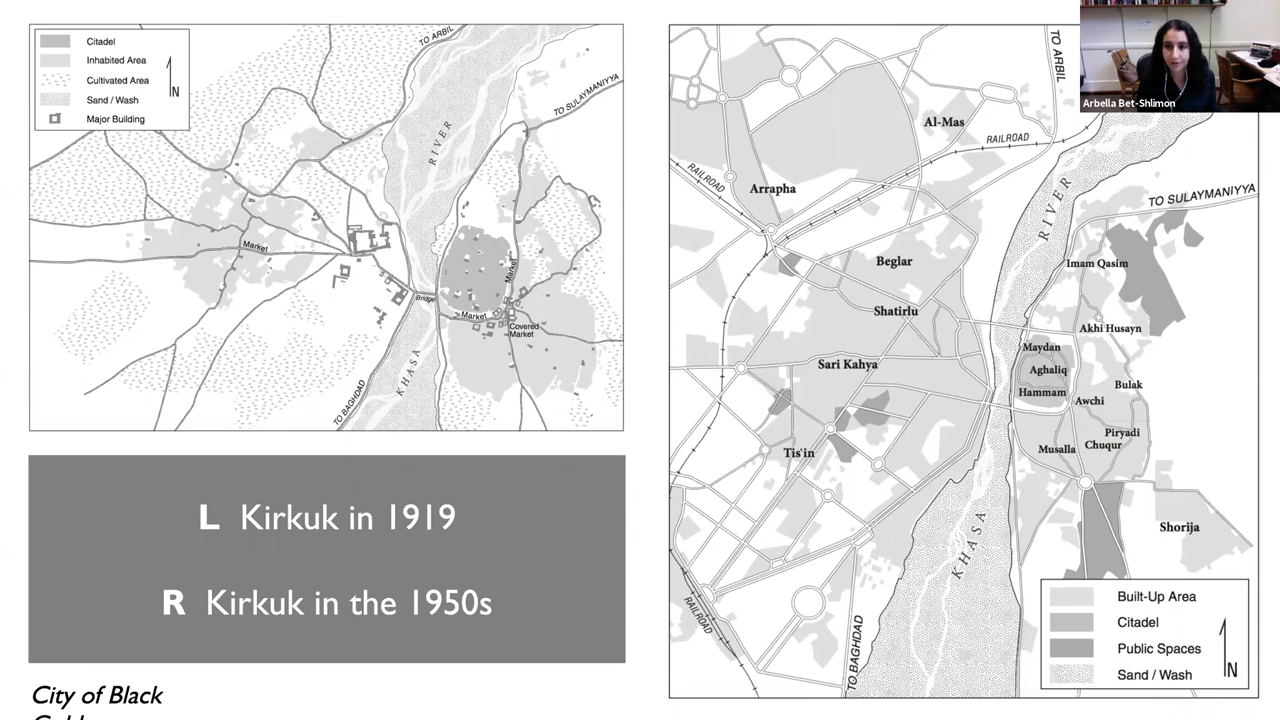 Citadel
Inhabited Area
Cultivated Area
Sand / Wash
Major Building
N
TO ARBIL
TO SULAYMANIYYA
RIVER
Market
Market
Bridge
Market
Covered
Market
KHASA
TO BAGHDAD
L Kirkuk in 1919
R Kirkuk in the 1950s
City of Black
TO ARBIL
Arbella Bet-Shlimon
Al-Mas
RAILROAD
RAILROAD
Arrapha
RIVER
TO SULAYMANIYYA
Beglar
Imam Qasim
Shatirlu
Akhi Husayn
Maydan
Sari Kahya
Aghaliq
Bulak
Hammam
Awchi
Piryadi
Tis'in
Musalla
Chuqur
Shorija
KHASA
RAILROAD
TO BAGHDAD
Built-Up Area
Citadel
Public Spaces
Sand / Wash
N